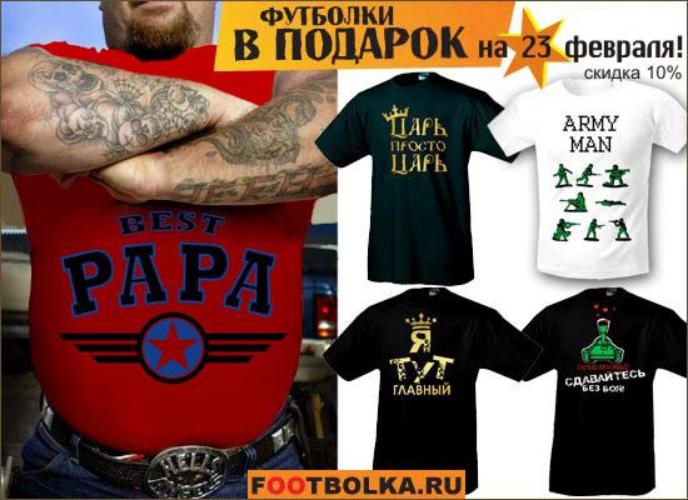 ФУТБОЛКИ
В ПОДАРОК на 23 февраля!
скидка 10%
ЦАРЬ
ПРОСТО
ЦАРЬ
ARMY
MAN
BEST
PAPA
Я
ТУТ
ГЛАВНЫЙ
СДАВАЙТЕСЬ
БЕЗ БОЯ!
FOOTBOLKA.RU